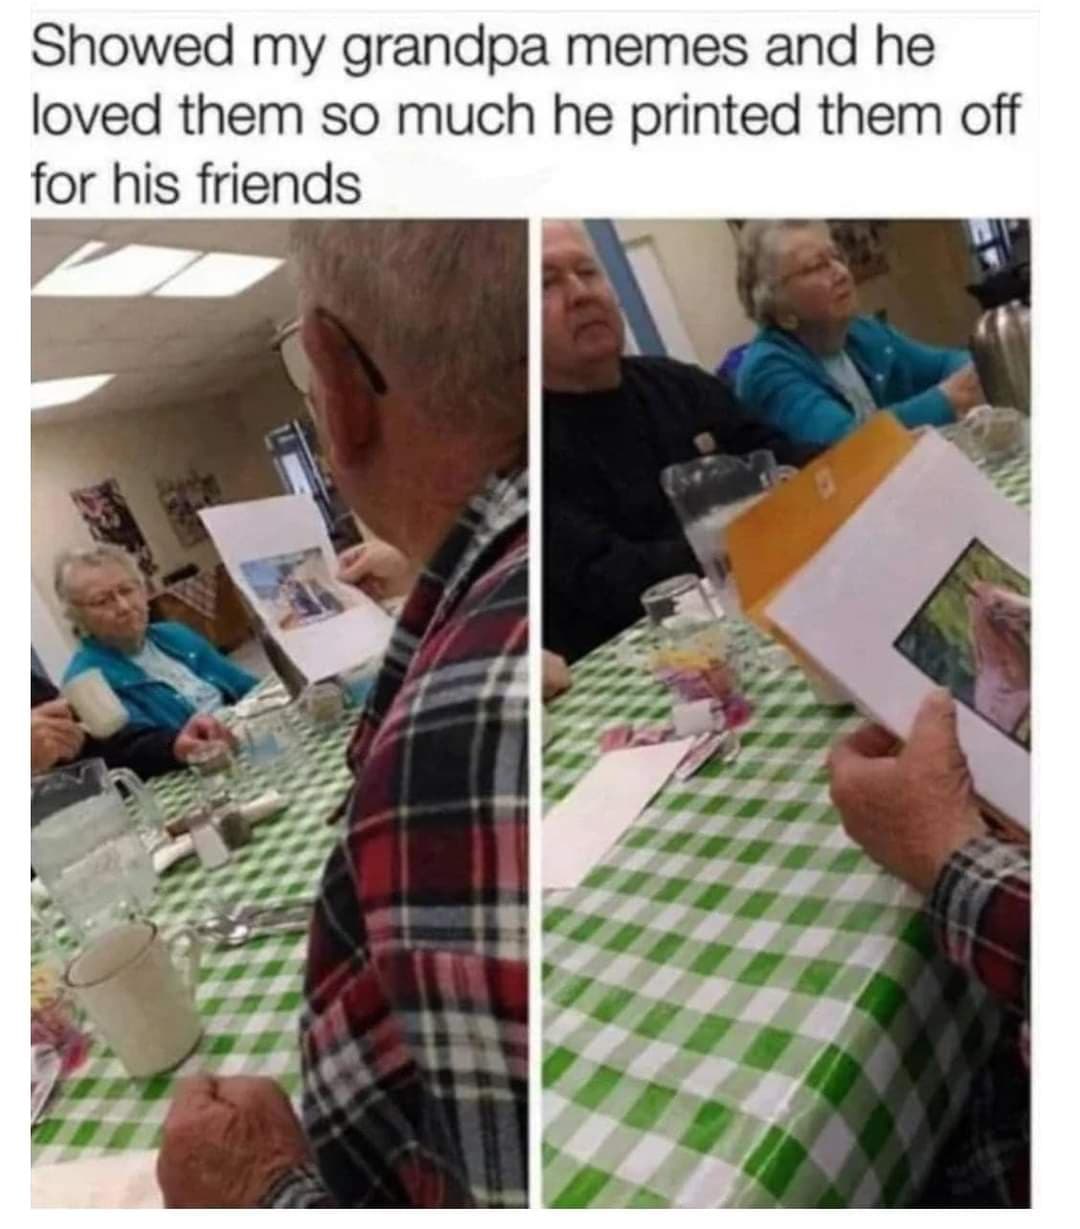 Showed my grandpa memes and he
loved them so much he printed them off
for his friends